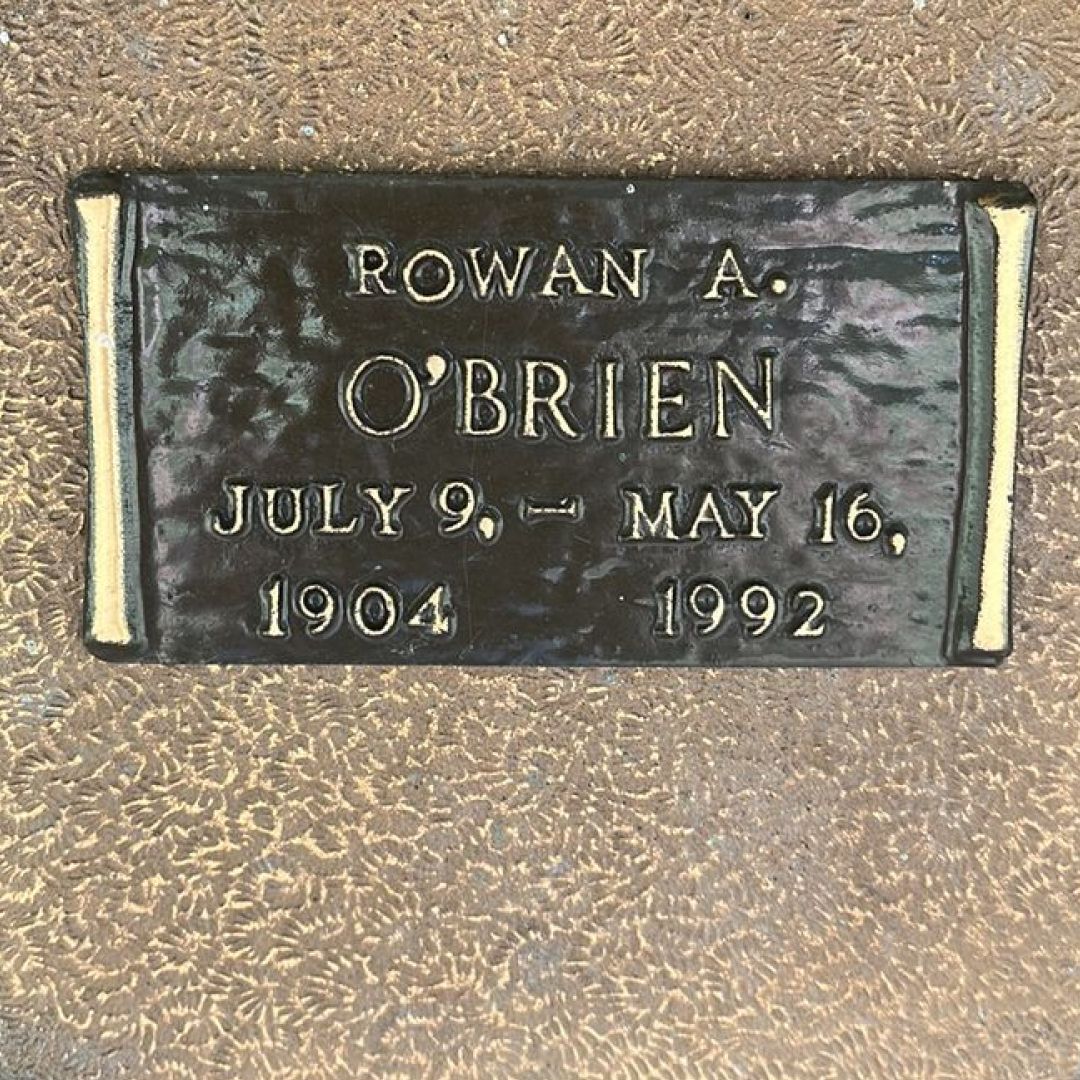 ROWAN A.
O'BRIEN
JULY 9, – MAY 16,
1904 1992